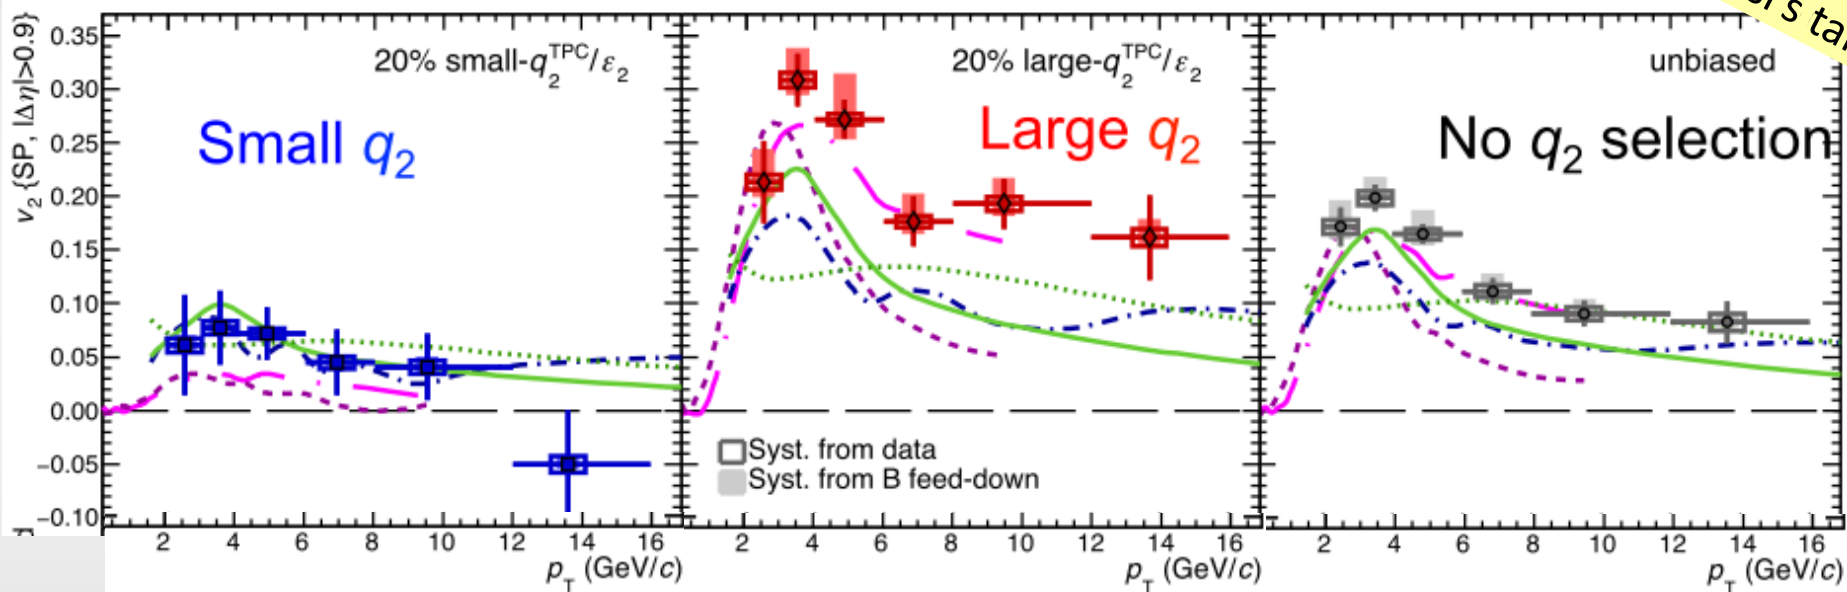 v₂{SP, |Δη|>0.9}
0.35
0.30
0.25
0.20
0.15
0.10
0.05
0.00
−0.05
−0.10
20% small-q₂ᵀᴾᶜ/ε₂
Small q₂
2 4 6 8 10 12 14 16
p_T (GeV/c)
20% large-q₂ᵀᴾᶜ/ε₂
Large q₂
Syst. from data
Syst. from B feed-down
2 4 6 8 10 12 14 16
p_T (GeV/c)
unbiased
No q₂ selection
2 4 6 8 10 12 14 16
p_T (GeV/c)